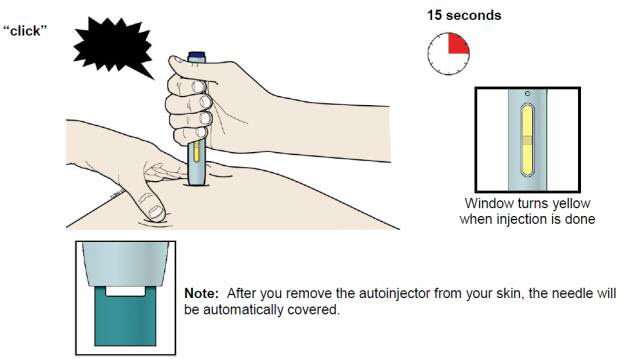 “click”
15 seconds
Window turns yellow
when injection is done
Note: After you remove the autoinjector from your skin, the needle will
be automatically covered.